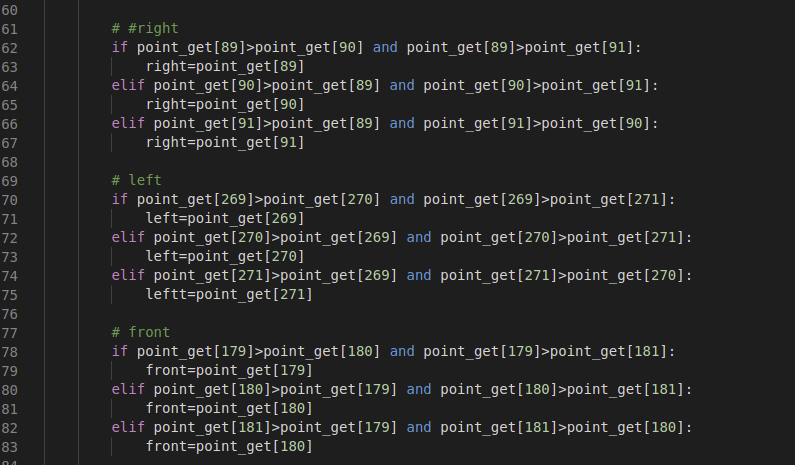 60
61 # #right
62 if point_get[89]>point_get[90] and point_get[89]>point_get[91]:
63 right=point_get[89]
64 elif point_get[90]>point_get[89] and point_get[90]>point_get[91]:
65 right=point_get[90]
66 elif point_get[91]>point_get[89] and point_get[91]>point_get[90]:
67 right=point_get[91]
68
69 # left
70 if point_get[269]>point_get[270] and point_get[269]>point_get[271]:
71 left=point_get[269]
72 elif point_get[270]>point_get[269] and point_get[270]>point_get[271]:
73 left=point_get[270]
74 elif point_get[271]>point_get[269] and point_get[271]>point_get[270]:
75 leftt=point_get[271]
76
77 # front
78 if point_get[179]>point_get[180] and point_get[179]>point_get[181]:
79 front=point_get[179]
80 elif point_get[180]>point_get[179] and point_get[180]>point_get[181]:
81 front=point_get[180]
82 elif point_get[181]>point_get[179] and point_get[181]>point_get[180]:
83 front=point_get[180]